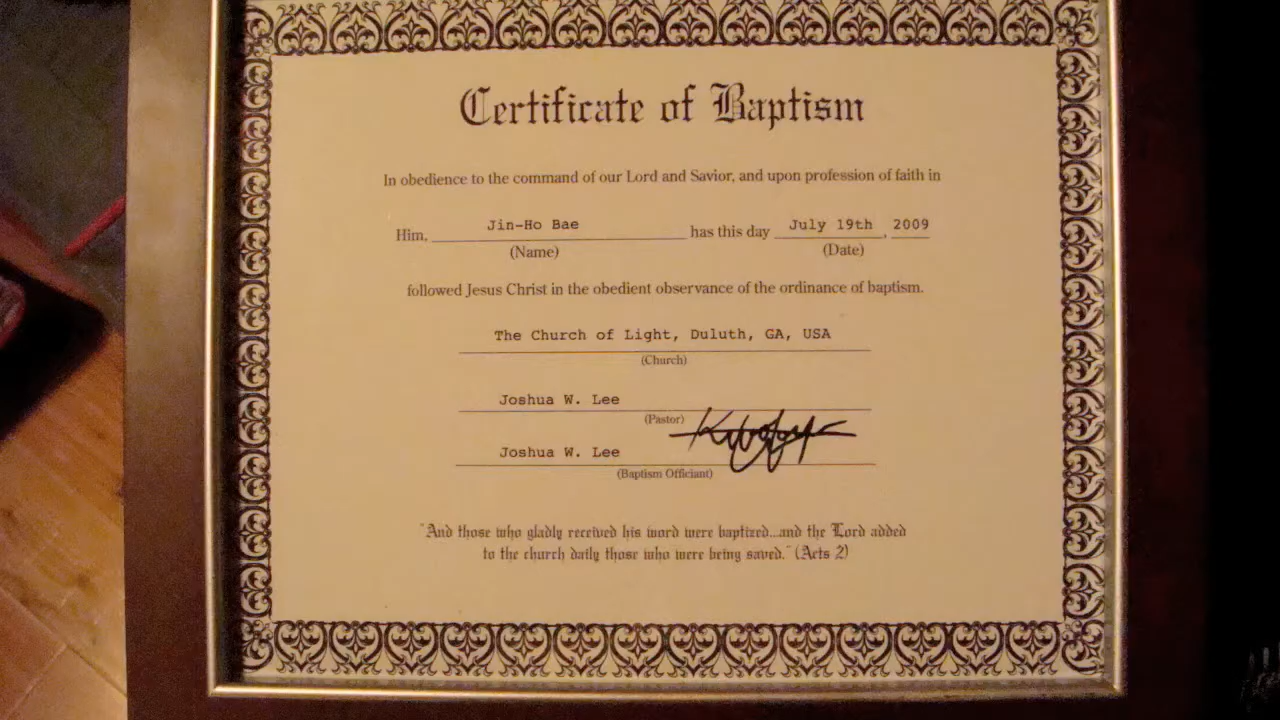 Certificate of Baptism
In obedience to the command of our Lord and Savior, and upon profession of faith in
Him, Jin-Ho Bae has this day July 19th, 2009
(Name) (Date)
followed Jesus Christ in the obedient observance of the ordinance of baptism.
The Church of Light, Duluth, GA, USA
(Church)
Joshua W. Lee
(Pastor)
Joshua W. Lee
(Baptism Officiant)
"And those who gladly received his word were baptized...and the Lord added
to the church daily those who were being saved." (Acts 2)